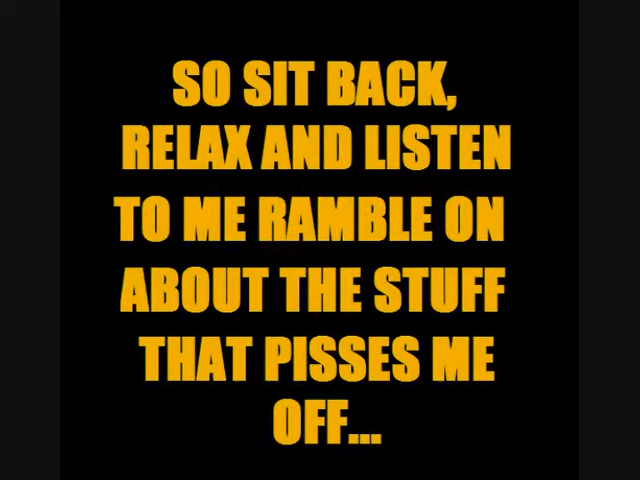 SO SIT BACK,
RELAX AND LISTEN
TO ME RAMBLE ON
ABOUT THE STUFF
THAT PISSES ME
OFF...